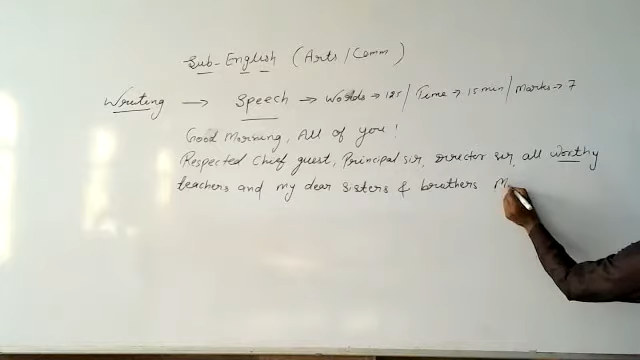 Sub-English (Arts/Comm)
Writing → Speech → Words → 125 / Time → 15 min / Marks → 7
Good Morning, All of you!
Respected Chief guest, Principal sir, Director sir, all worthy
teachers and my dear sisters & brothers M